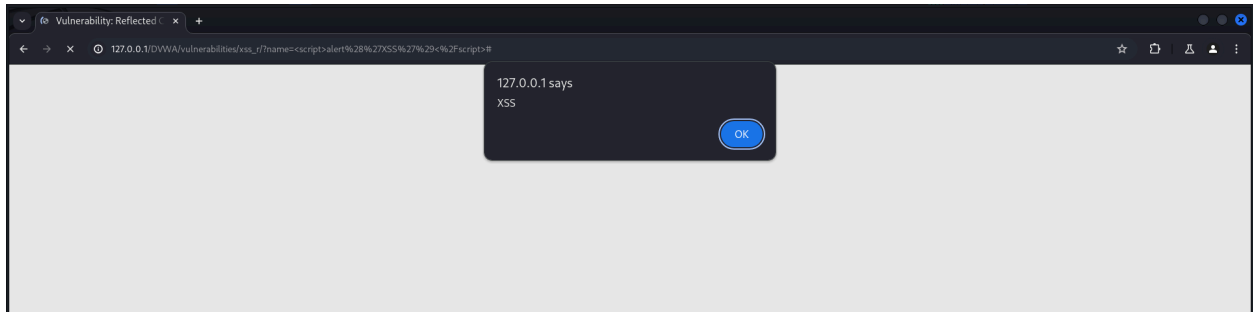 Vulnerability: Reflected C
127.0.0.1/DVWA/vulnerabilities/xss_r/?name=<script>alert%28%27XSS%27%29<%2Fscript>#
127.0.0.1 says
XSS
OK